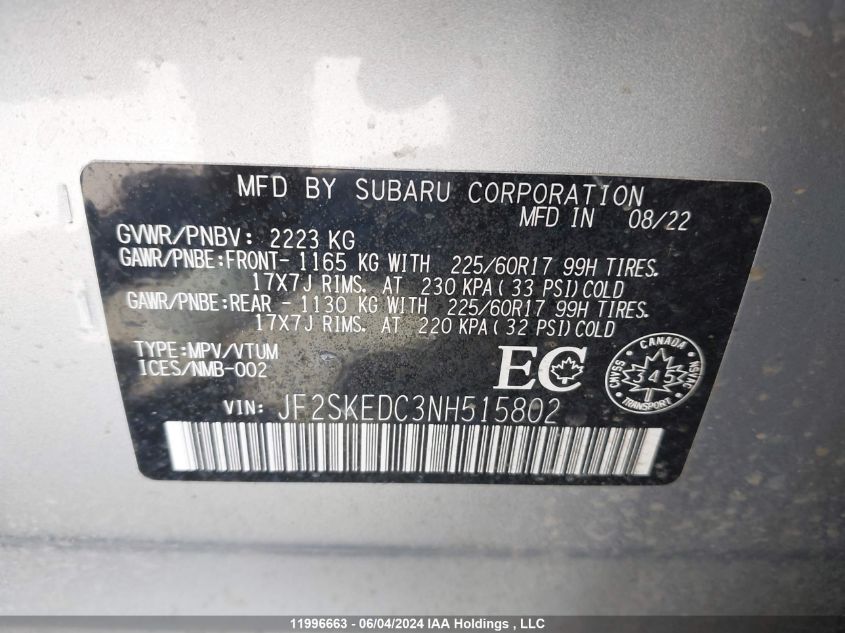 MFD BY SUBARU CORPORATION
MFD IN 08/22
GVWR/PNBV: 2223 KG
GAWR/PNBE:FRONT- 1165 KG WITH 225/60R17 99H TIRES.
17X7J RIMS. AT 230 KPA(33 PSI)COLD
GAWR/PNBE:REAR - 1130 KG WITH 225/60R17 99H TIRES.
17X7J RIMS. AT 220 KPA(32 PSI)COLD
TYPE:MPV/VTUM
ICES/NMB-002
EC
CANADA
SSVAC
345
NSVAC
TRANSPORT
VIN: JF2SKEDC3NH515802
11996663 - 06/04/2024 IAA Holdings , LLC